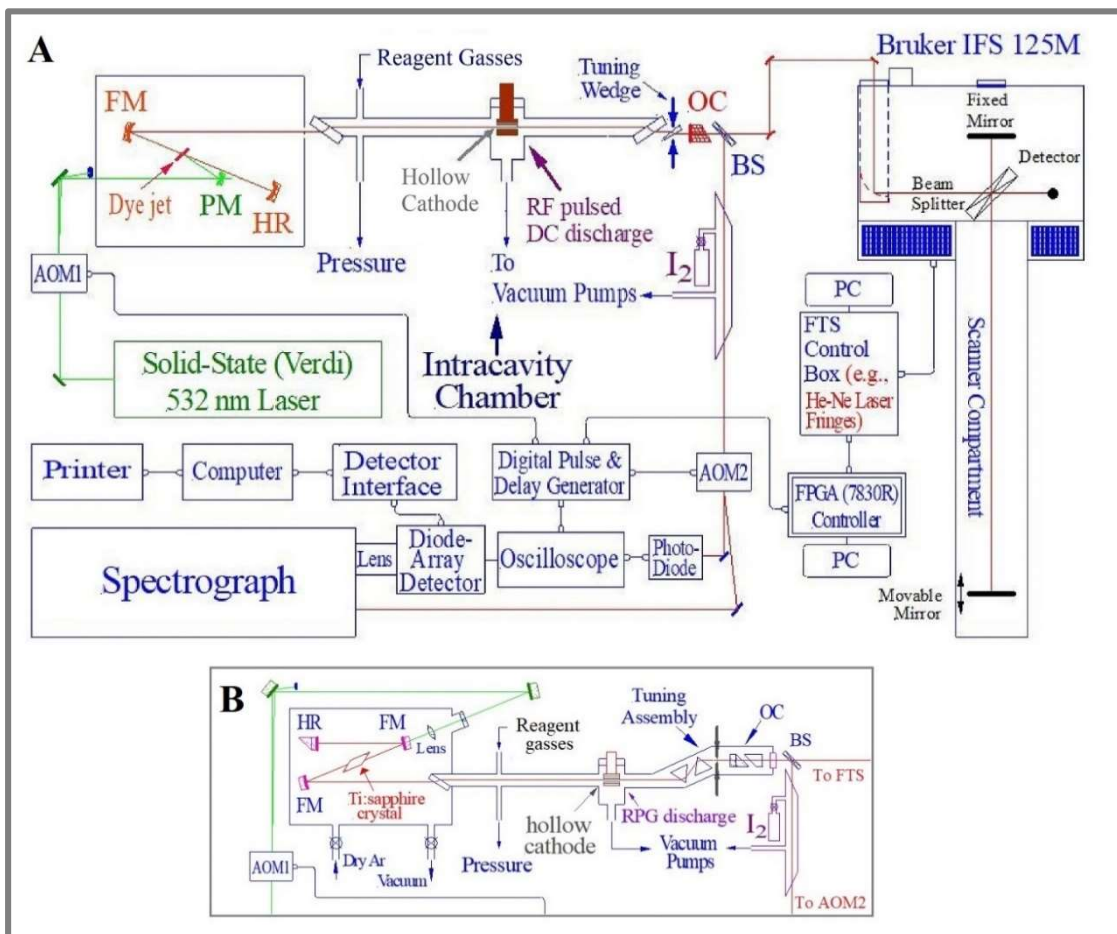 A
Bruker IFS 125M
Reagent Gasses
Tuning
Wedge
OC
FM
Fixed
Mirror
BS
Detector
Hollow
Cathode
Dye jet
PM
HR
RF pulsed
DC discharge
Beam
Splitter
Pressure
To
Vacuum Pumps
I2
AOM1
PC
Solid-State (Verdi)
532 nm Laser
Intracavity
Chamber
FTS
Control
Box (e.g.,
He-Ne Laser
Fringes)
Scanner Compartment
Printer
Computer
Detector
Interface
Digital Pulse &
Delay Generator
AOM2
FPGA (7830R)
Controller
Spectrograph
Lens
Diode-
Array
Detector
Oscilloscope
Photo-
Diode
PC
Movable
Mirror
B
Tuning
Assembly
OC
HR
FM
Lens
Reagent
gasses
BS
To FTS
FM
Ti:sapphire
crystal
hollow
cathode
RPG discharge
I2
Dry Ar
Vacuum
Pressure
Vacuum
Pumps
AOM1
To AOM2